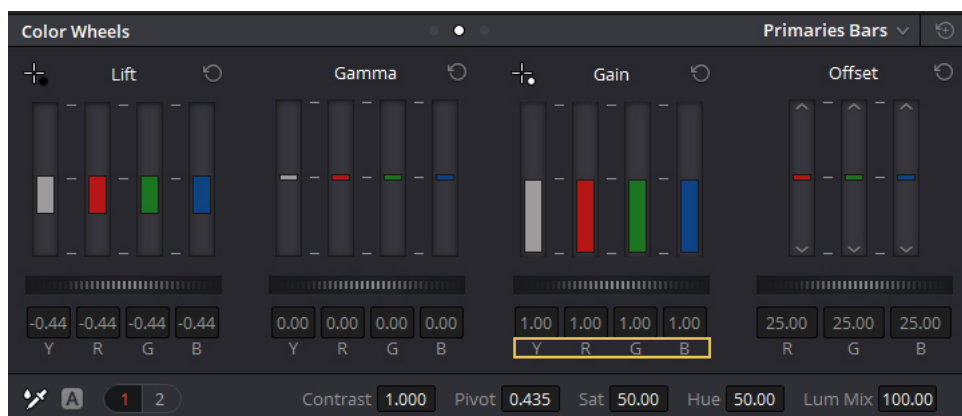 Color Wheels Primaries Bars
Lift Gamma Gain Offset
-0.44 -0.44 -0.44 -0.44 0.00 0.00 0.00 0.00 1.00 1.00 1.00 1.00 25.00 25.00 25.00
Y R G B Y R G B Y R G B R G B
A 1 2 Contrast 1.000 Pivot 0.435 Sat 50.00 Hue 50.00 Lum Mix 100.00